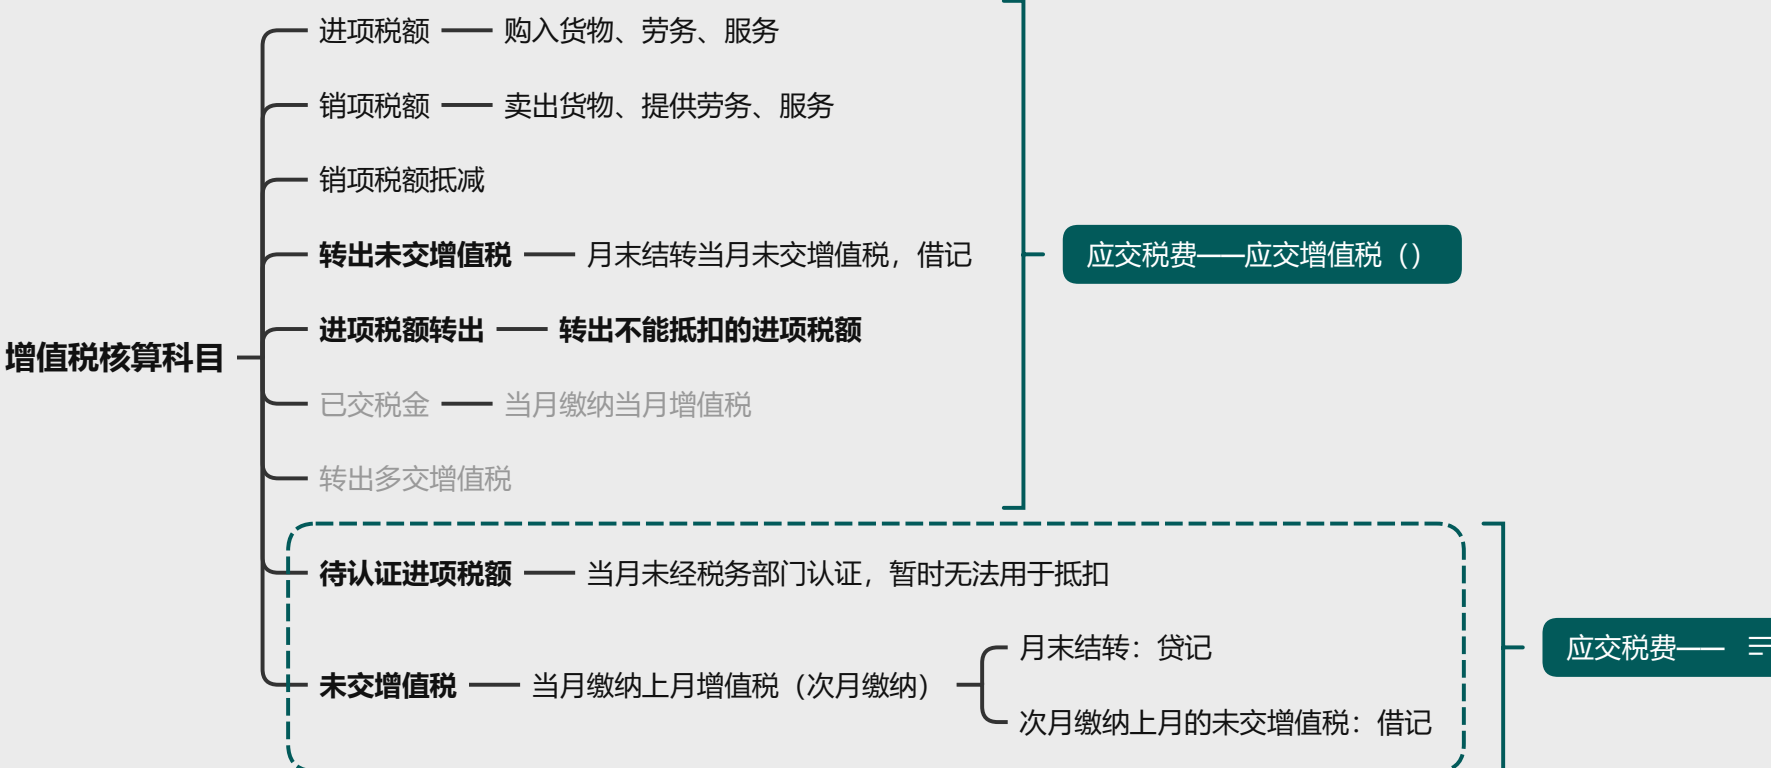 进项税额 购入货物、劳务、服务
销项税额 卖出货物、提供劳务、服务
销项税额抵减
转出未交增值税 月末结转当月未交增值税，借记
应交税费——应交增值税（）
进项税额转出 转出不能抵扣的进项税额
增值税核算科目
已交税金 当月缴纳当月增值税
转出多交增值税
待认证进项税额 当月未经税务部门认证，暂时无法用于抵扣
月末结转：贷记
应交税费——
未交增值税 当月缴纳上月增值税（次月缴纳）
次月缴纳上月的未交增值税：借记